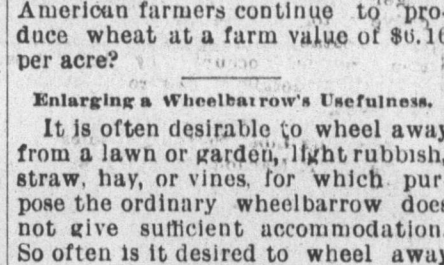 American farmers continue to pro-
duce wheat at a farm value of $6.16
per acre?
Enlarging a Wheelbarrow's Usefulness.
It is often desirable to wheel away
from a lawn or garden, light rubbish,
straw, hay, or vines, for which pur-
pose the ordinary wheelbarrow does
not give sufficient accommodation.
So often is it desired to wheel away